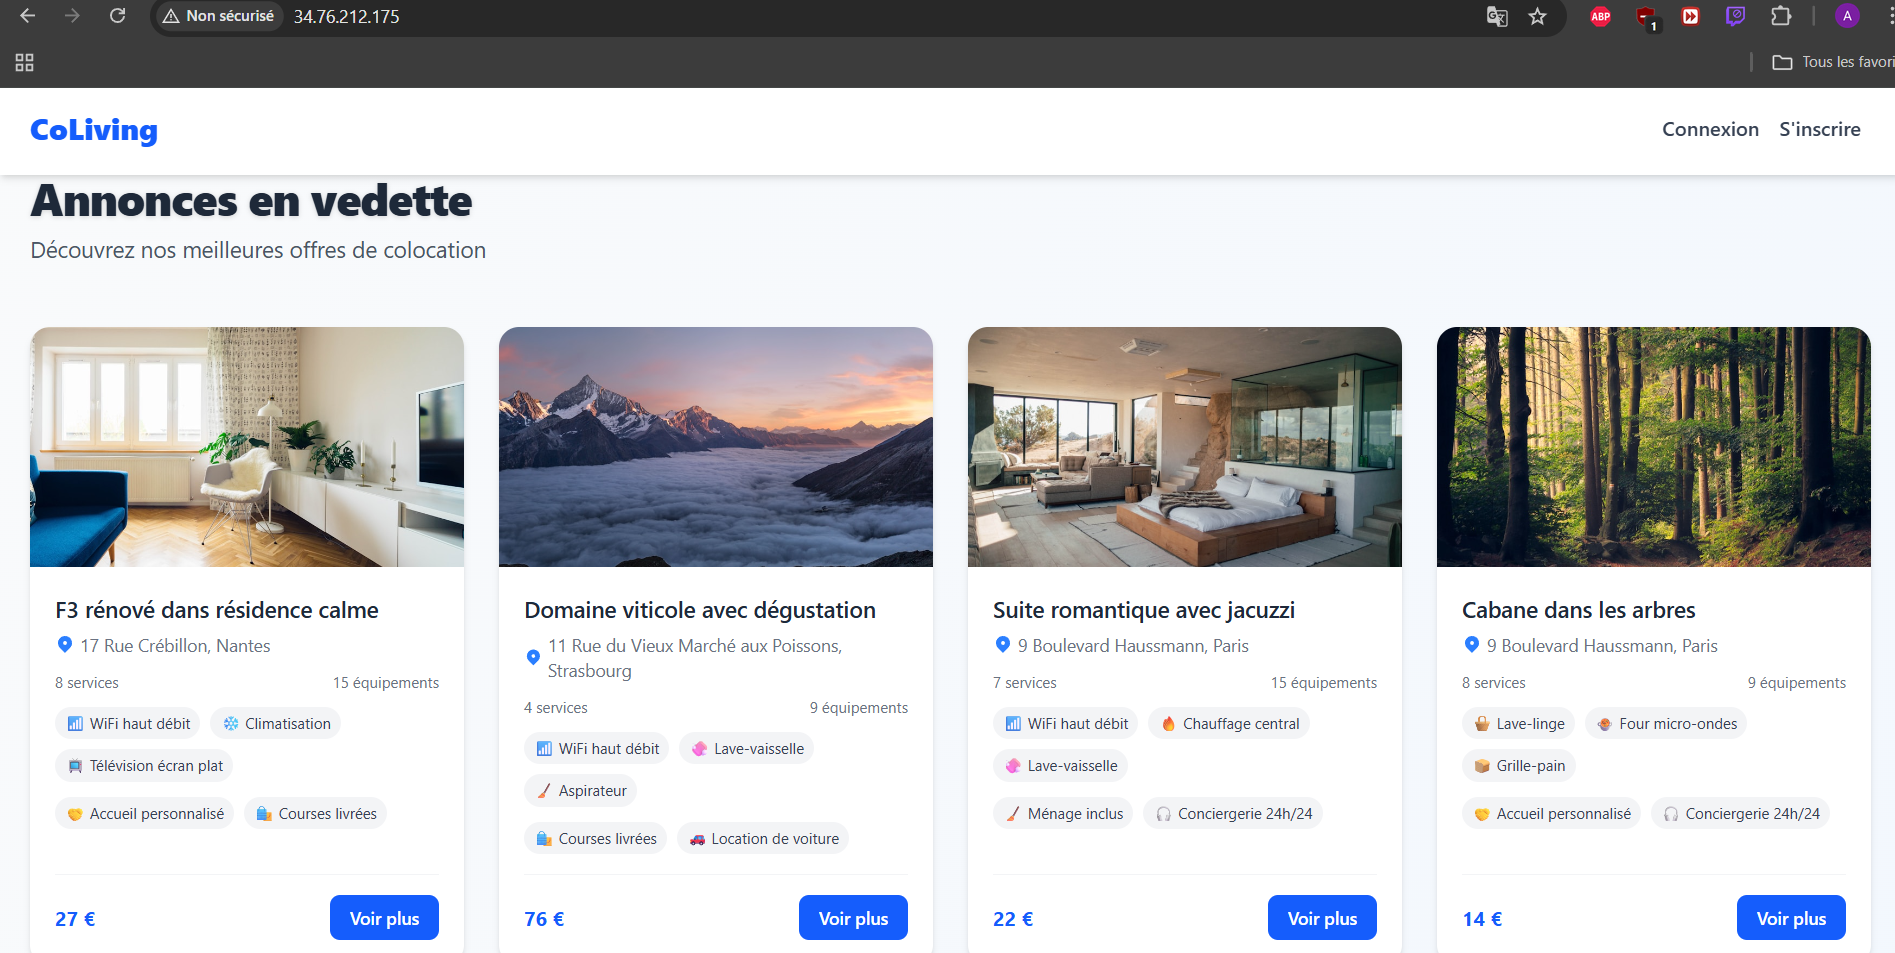 Non sécurisé
34.76.212.175
ABP
1
A
Tous les favori
CoLiving
Connexion
S'inscrire
Annonces en vedette
Découvrez nos meilleures offres de colocation
F3 rénové dans résidence calme
17 Rue Crébillon, Nantes
8 services
15 équipements
WiFi haut débit
Climatisation
Télévision écran plat
Accueil personnalisé
Courses livrées
27 €
Voir plus
Domaine viticole avec dégustation
11 Rue du Vieux Marché aux Poissons,
Strasbourg
4 services
9 équipements
WiFi haut débit
Lave-vaisselle
Aspirateur
Courses livrées
Location de voiture
76 €
Voir plus
Suite romantique avec jacuzzi
9 Boulevard Haussmann, Paris
7 services
15 équipements
WiFi haut débit
Chauffage central
Lave-vaisselle
Ménage inclus
Conciergerie 24h/24
22 €
Voir plus
Cabane dans les arbres
9 Boulevard Haussmann, Paris
8 services
9 équipements
Lave-linge
Four micro-ondes
Grille-pain
Accueil personnalisé
Conciergerie 24h/24
14 €
Voir plus